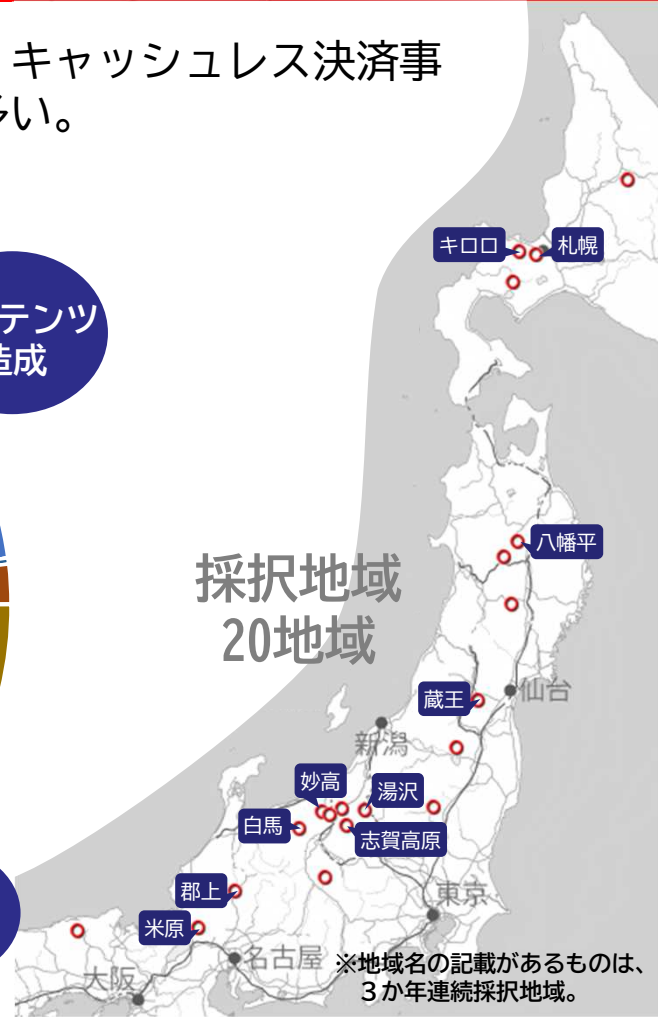 キャッシュレス決済事
多い。
テンツ
造成
キロロ
札幌
八幡平
採択地域
20地域
蔵王
仙台
新潟
妙高
湯沢
白馬
志賀高原
郡上
東京
米原
名古屋
大阪
※地域名の記載があるものは、
3か年連続採択地域。